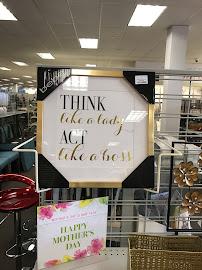 THINK
like a lady
ACT
like a boss
HAPPY
MOTHER'S
DAY